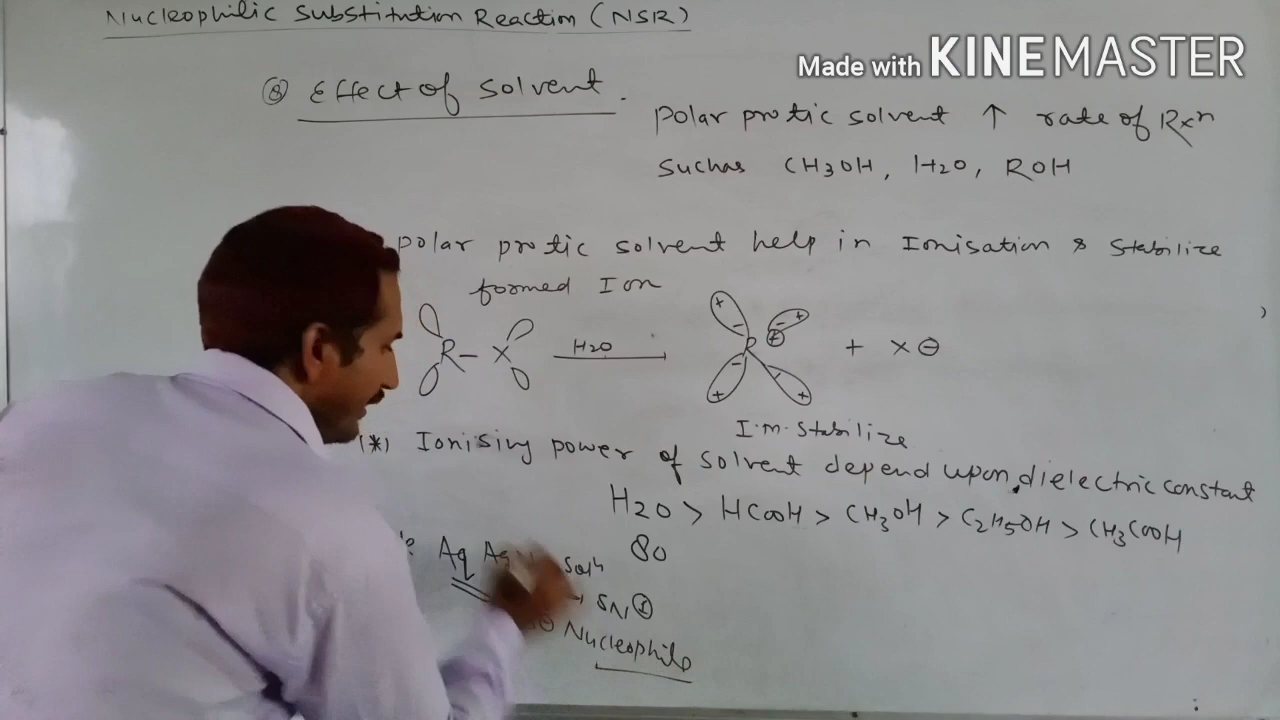 Nucleophilic Substitution Reaction (NSR)
Made with KINEMASTER
⑧ Effect of Solvent.
Polar protic solvent ↑ rate of Rxn
Such as CH3OH, H2O, ROH
Polar protic solvent help in Ionisation & Stabilize
formed Ion
R – X H2O R + X⊖
I.M. Stabilize
(*) Ionising power of solvent depend upon dielectric constant
H2O > HCOOH > CH3OH > C2H5OH > CH3COOH
80
Aq Soln
SN①
Nucleophile